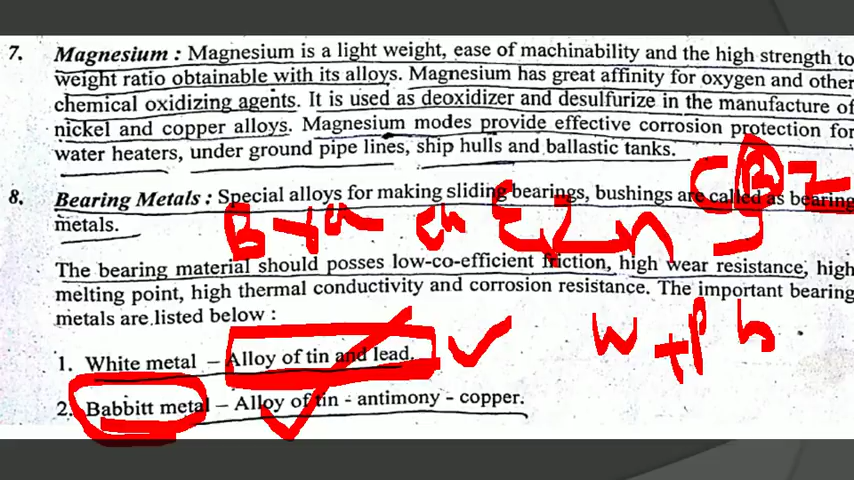 7. Magnesium : Magnesium is a light weight, ease of machinability and the high strength to
weight ratio obtainable with its alloys. Magnesium has great affinity for oxygen and other
chemical oxidizing agents. It is used as deoxidizer and desulfurize in the manufacture of
nickel and copper alloys. Magnesium modes provide effective corrosion protection for
water heaters, under ground pipe lines, ship hulls and ballastic tanks.
8. Bearing Metals : Special alloys for making sliding bearings, bushings are called as bearing
metals.
The bearing material should posses low-co-efficient friction, high wear resistance, high
melting point, high thermal conductivity and corrosion resistance. The important bearing
metals are listed below :
1. White metal – Alloy of tin and lead.
2. Babbitt metal – Alloy of tin - antimony - copper.